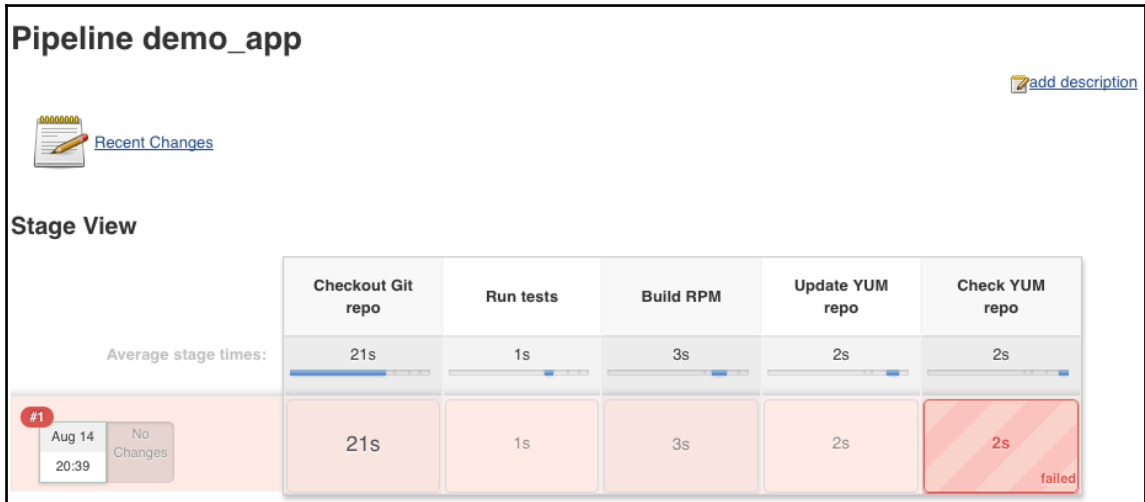 Pipeline demo_app
add description
Recent Changes
Stage View
Checkout Git
repo
Run tests
Build RPM
Update YUM
repo
Check YUM
repo
Average stage times:
21s
1s
3s
2s
2s
#1
Aug 14
20:39
No
Changes
21s
1s
3s
2s
2s
failed